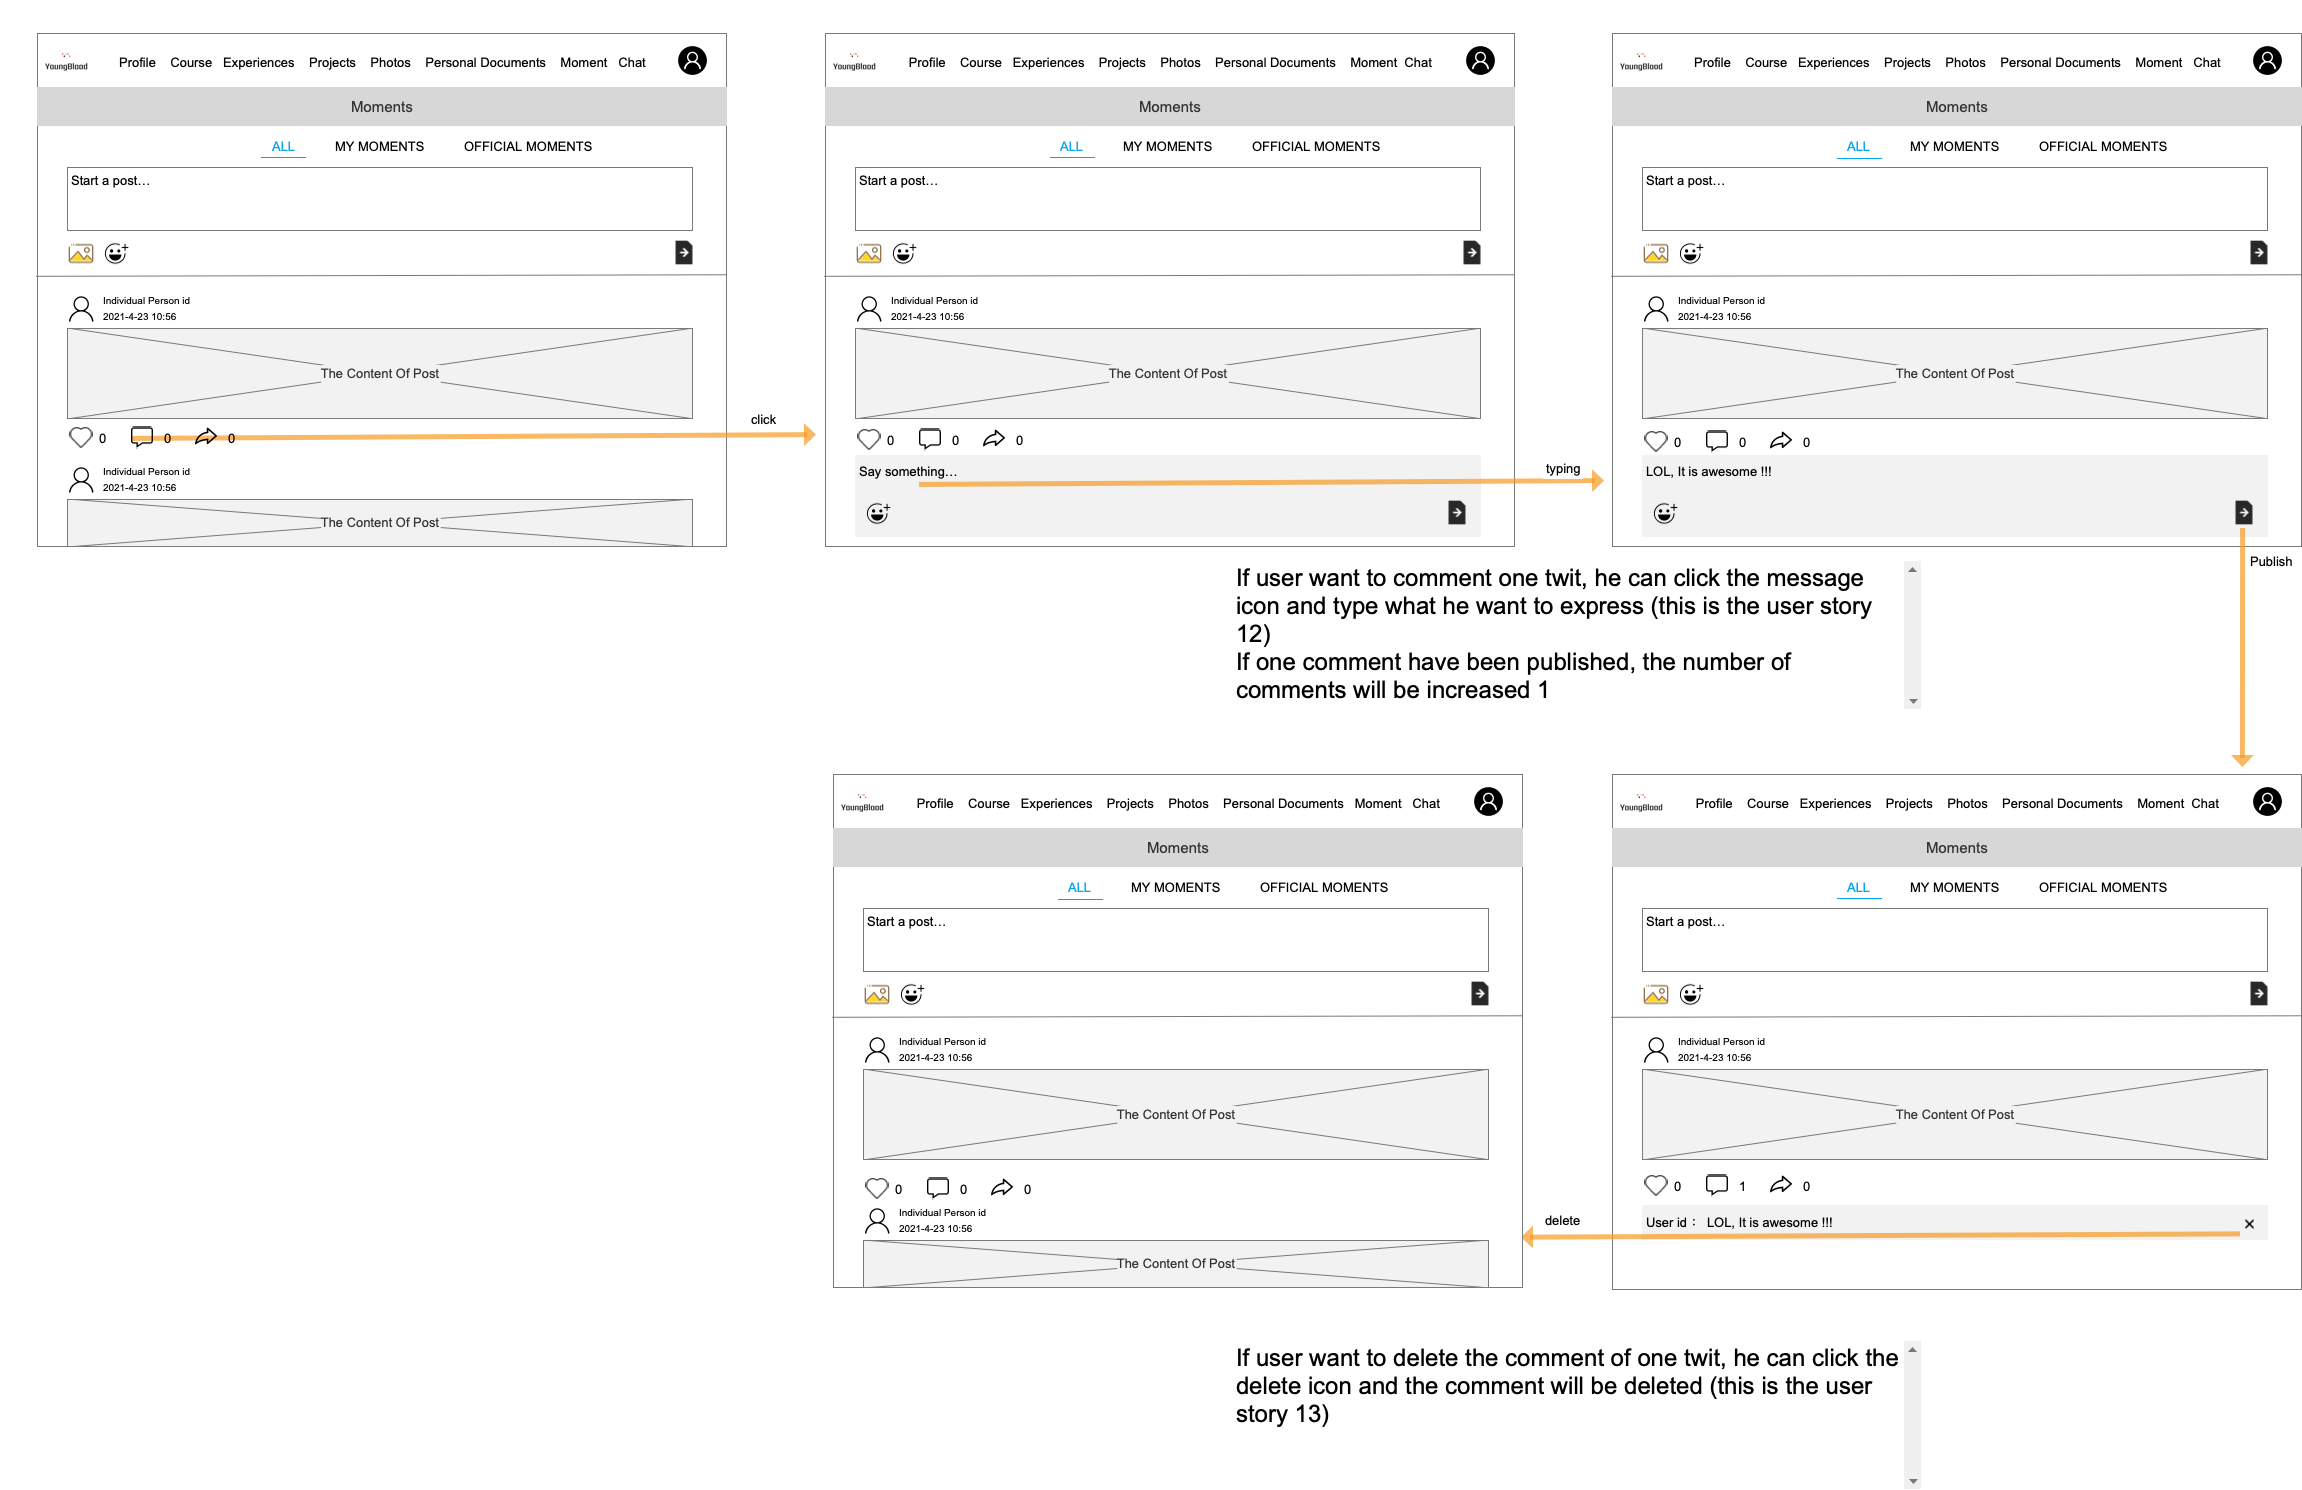 YoungBlood
Profile Course Experiences Projects Photos Personal Documents Moment Chat
Moments
ALL MY MOMENTS OFFICIAL MOMENTS
Start a post...
Individual Person id
2021-4-23 10:56
The Content Of Post
0 0 0
Individual Person id
2021-4-23 10:56
The Content Of Post
click
YoungBlood
Profile Course Experiences Projects Photos Personal Documents Moment Chat
Moments
ALL MY MOMENTS OFFICIAL MOMENTS
Start a post...
Individual Person id
2021-4-23 10:56
The Content Of Post
0 0 0
Say something...
typing
YoungBlood
Profile Course Experiences Projects Photos Personal Documents Moment Chat
Moments
ALL MY MOMENTS OFFICIAL MOMENTS
Start a post...
Individual Person id
2021-4-23 10:56
The Content Of Post
0 0 0
LOL, It is awesome !!!
Publish
If user want to comment one twit, he can click the message
icon and type what he want to express (this is the user story
12)
If one comment have been published, the number of
comments will be increased 1
YoungBlood
Profile Course Experiences Projects Photos Personal Documents Moment Chat
Moments
ALL MY MOMENTS OFFICIAL MOMENTS
Start a post...
Individual Person id
2021-4-23 10:56
The Content Of Post
0 0 0
Individual Person id
2021-4-23 10:56
The Content Of Post
delete
YoungBlood
Profile Course Experiences Projects Photos Personal Documents Moment Chat
Moments
ALL MY MOMENTS OFFICIAL MOMENTS
Start a post...
Individual Person id
2021-4-23 10:56
The Content Of Post
0 1 0
User id： LOL, It is awesome !!!
If user want to delete the comment of one twit, he can click the
delete icon and the comment will be deleted (this is the user
story 13)